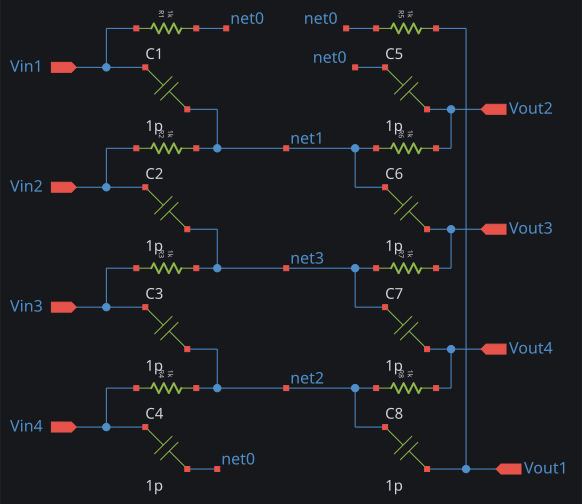 R1 1k net0 net0 R5 1k
Vin1 C1 net0 C5
Vout2
1p R2 1k net1 1p R6 1k
Vin2 C2 C6
Vout3
1p R3 1k net3 1p R7 1k
Vin3 C3 C7
Vout4
1p R4 1k net2 1p R8 1k
Vin4 C4 C8
net0 Vout1
1p 1p